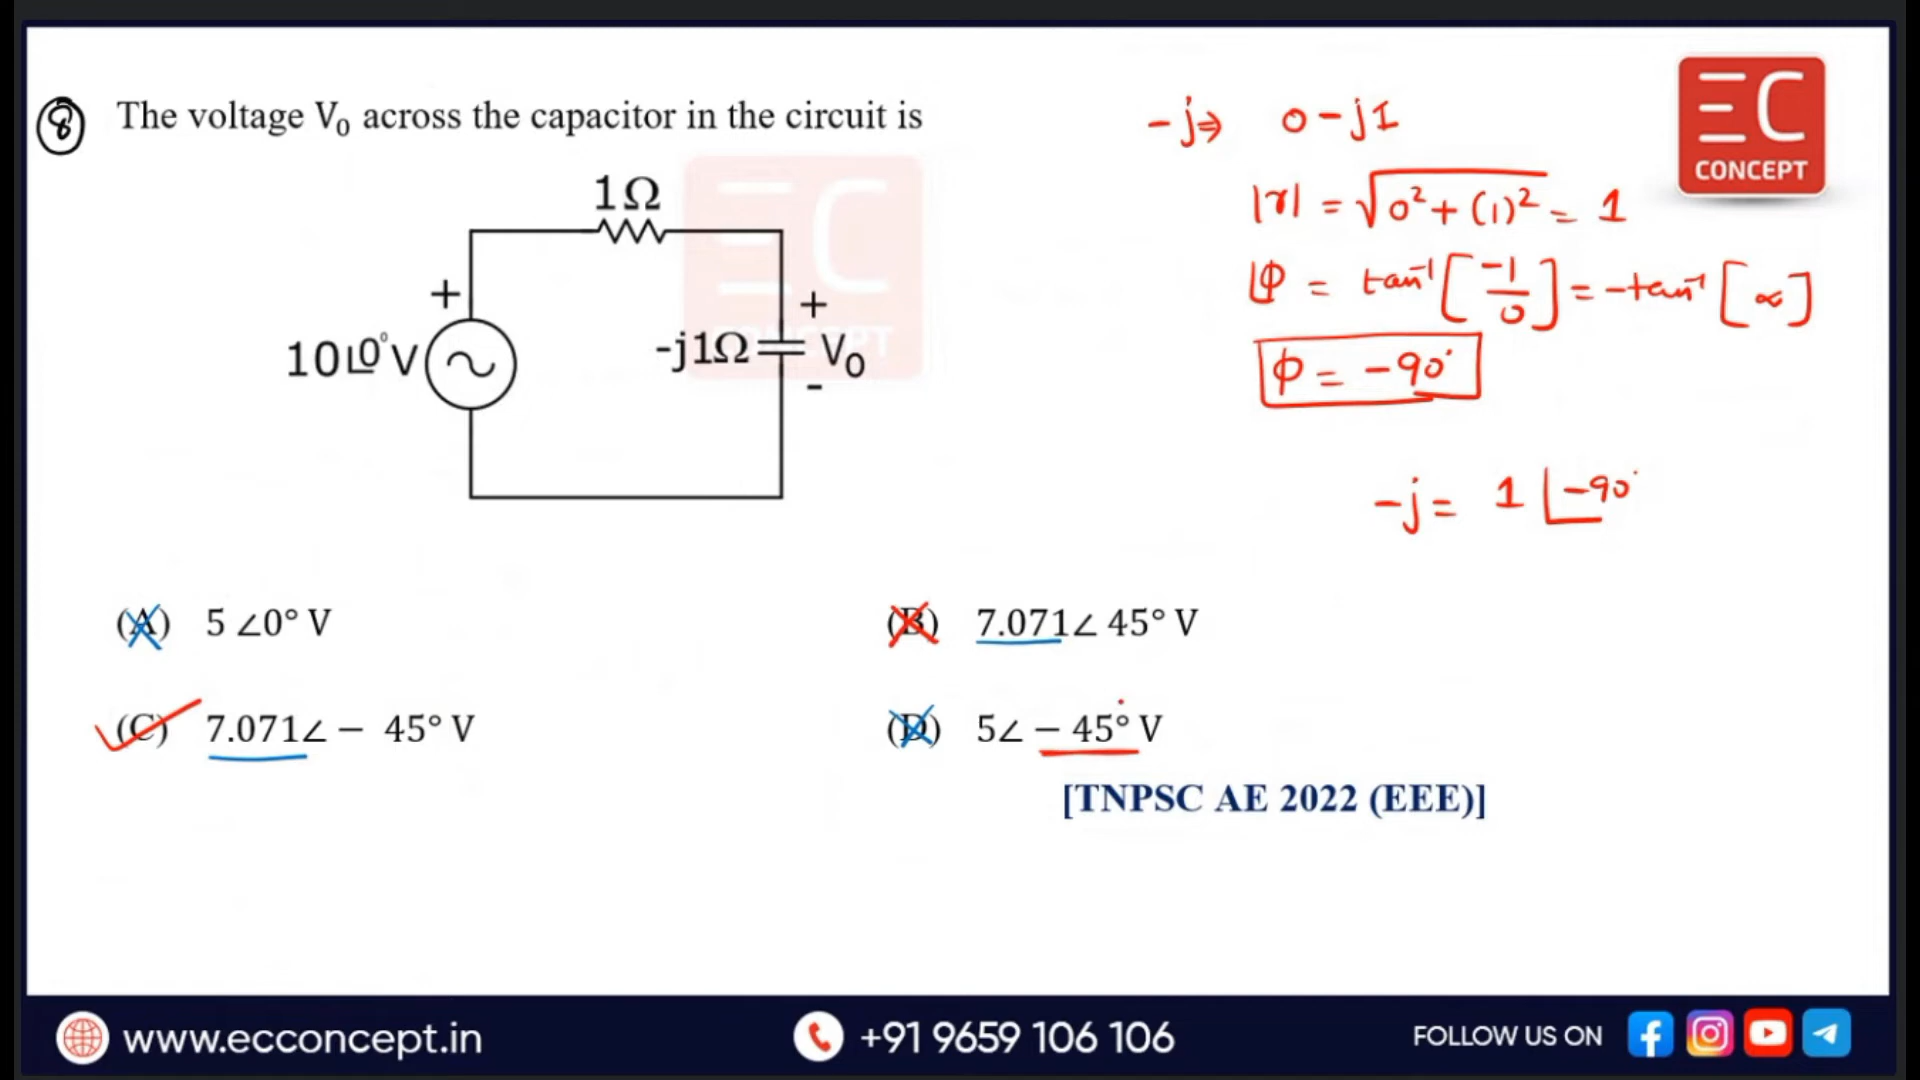 8 The voltage V₀ across the capacitor in the circuit is
-j ⇒ 0 - j1
EC
CONCEPT
|r| = √0² + (1)² = 1
1Ω
⌊φ = tan⁻¹ [-1/0] = -tan⁻¹ [∞]
+
+
10⌊0° V
-j1Ω
V₀
-
φ = -90°
-j = 1 ⌊-90°
(A) 5 ∠0° V
(B) 7.071∠ 45° V
(C) 7.071∠ − 45° V
(D) 5∠ − 45° V
[TNPSC AE 2022 (EEE)]
www.ecconcept.in
+91 9659 106 106
FOLLOW US ON